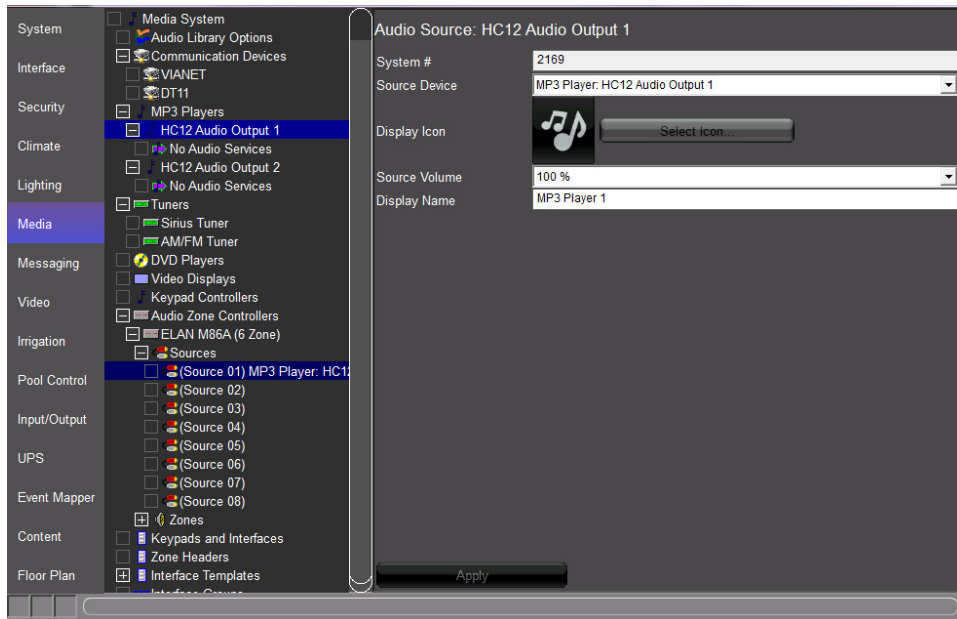 System
Interface
Security
Climate
Lighting
Media
Messaging
Video
Irrigation
Pool Control
Input/Output
UPS
Event Mapper
Content
Floor Plan
Media System
Audio Library Options
Communication Devices
VIANET
DT11
MP3 Players
HC12 Audio Output 1
No Audio Services
HC12 Audio Output 2
No Audio Services
Tuners
Sirius Tuner
AM/FM Tuner
DVD Players
Video Displays
Keypad Controllers
Audio Zone Controllers
ELAN M86A (6 Zone)
Sources
(Source 01) MP3 Player: HC12
(Source 02)
(Source 03)
(Source 04)
(Source 05)
(Source 06)
(Source 07)
(Source 08)
Zones
Keypads and Interfaces
Zone Headers
Interface Templates
Interface Groups
Audio Source: HC12 Audio Output 1
System # 2169
Source Device MP3 Player: HC12 Audio Output 1
Display Icon Select Icon...
Source Volume 100 %
Display Name MP3 Player 1
Apply